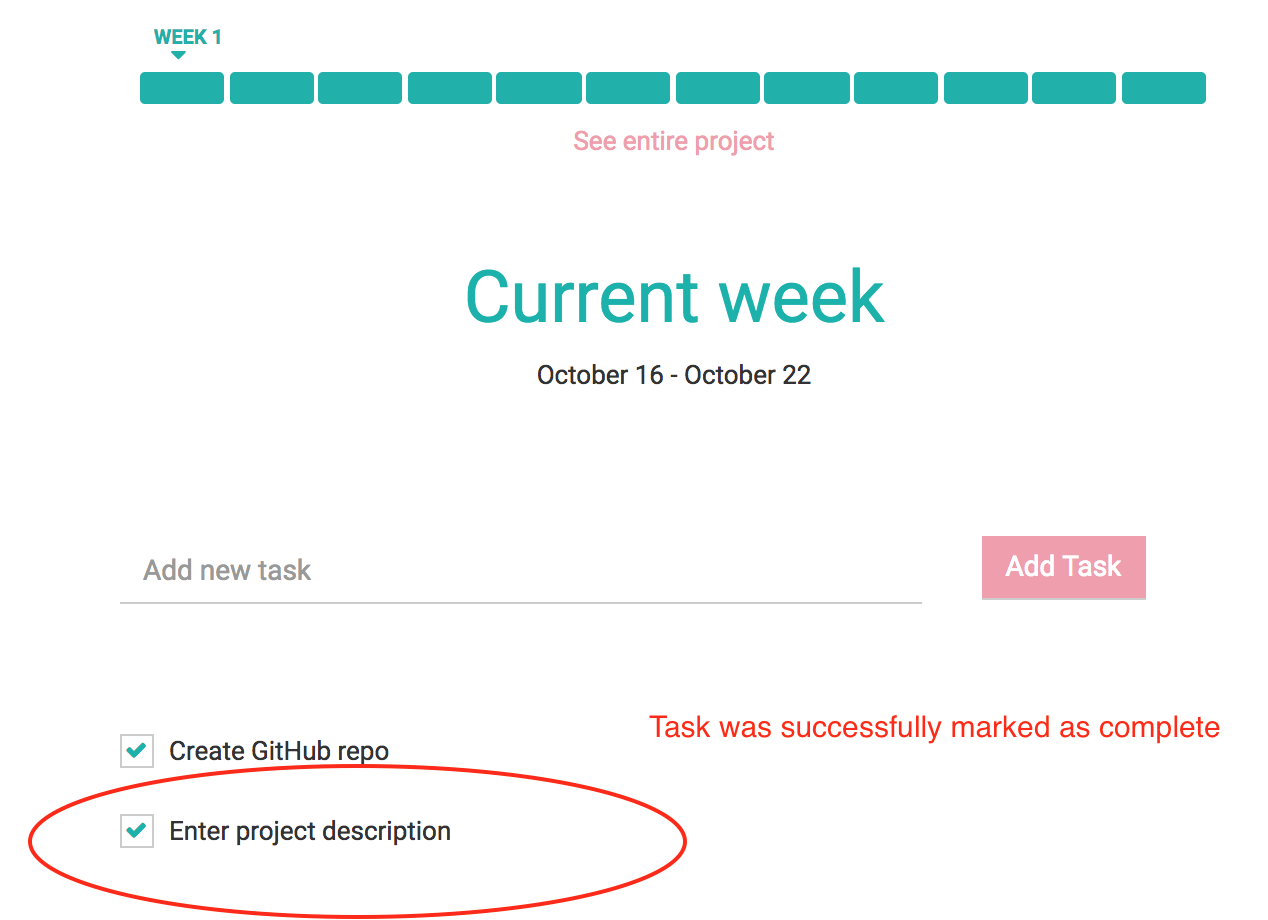 WEEK 1
See entire project
Current week
October 16 - October 22
Add new task
Add Task
Task was successfully marked as complete
Create GitHub repo
Enter project description